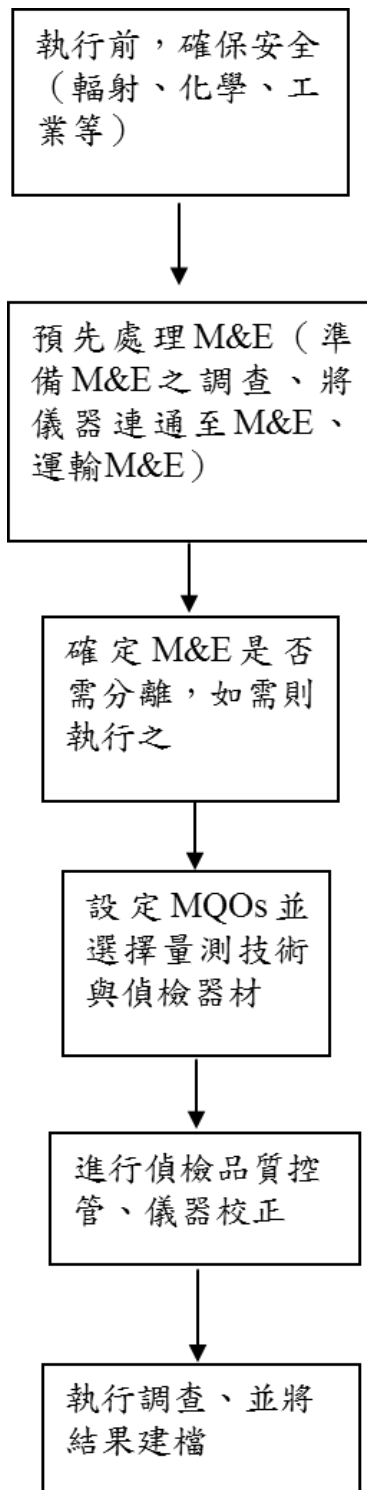 執行前，確保安全
（輻射、化學、工
業等）
預先處理M&E（準
備M&E之調查、將
儀器連通至M&E、
運輸M&E）
確定M&E是否
需分離，如需則
執行之
設定MQOs並
選擇量測技術
與偵檢器材
進行偵檢品質控
管、儀器校正
執行調查、並將
結果建檔